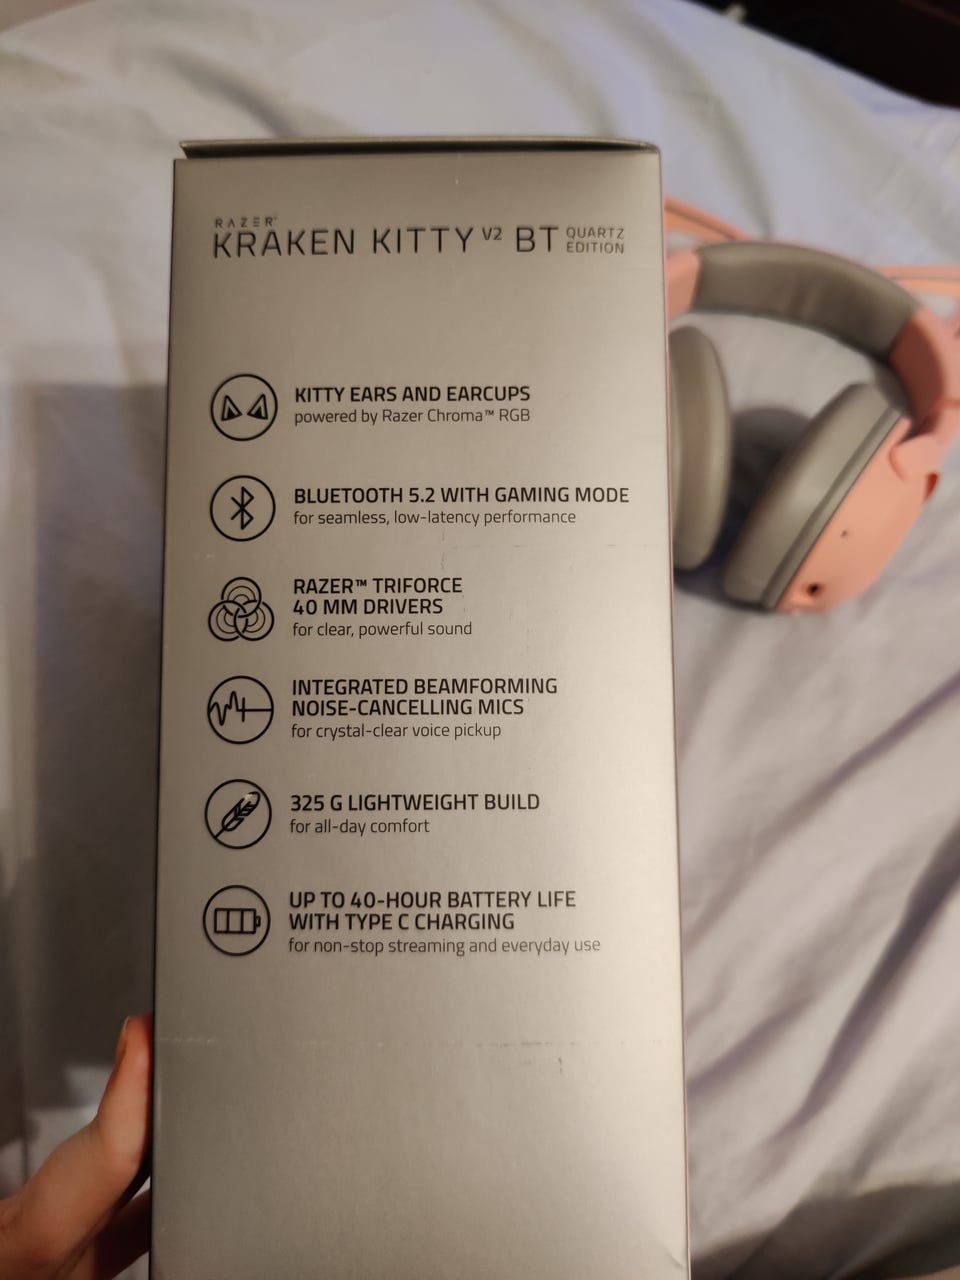 RAZER
KRAKEN KITTY V2 BT QUARTZ EDITION
KITTY EARS AND EARCUPS
powered by Razer Chroma™ RGB
BLUETOOTH 5.2 WITH GAMING MODE
for seamless, low-latency performance
RAZER™ TRIFORCE
40 MM DRIVERS
for clear, powerful sound
INTEGRATED BEAMFORMING
NOISE-CANCELLING MICS
for crystal-clear voice pickup
325 G LIGHTWEIGHT BUILD
for all-day comfort
UP TO 40-HOUR BATTERY LIFE
WITH TYPE C CHARGING
for non-stop streaming and everyday use